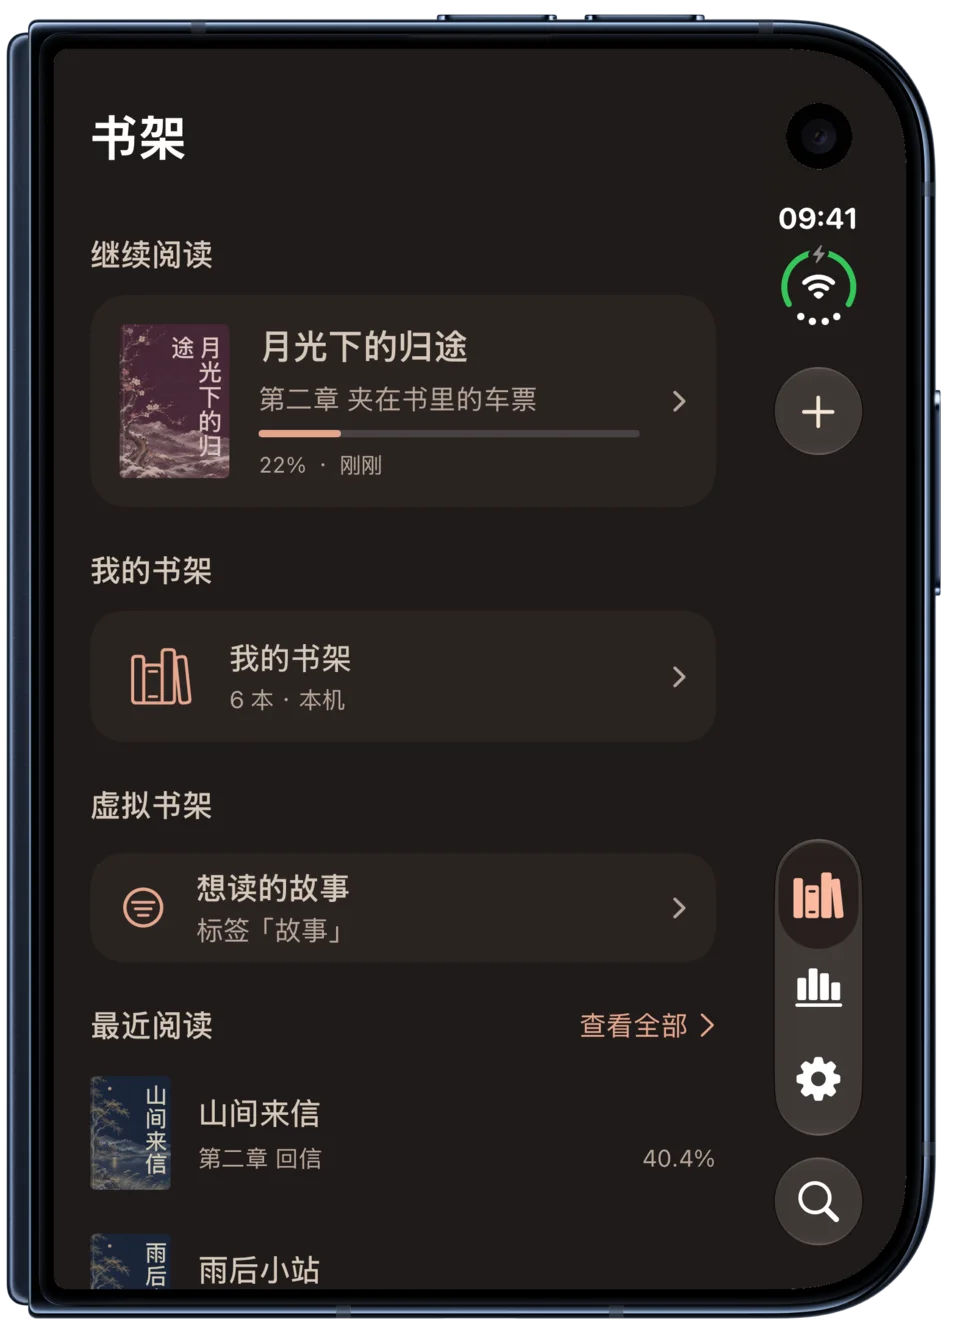 书架
09:41
继续阅读
月光下的归途
月光下的归途
第二章 夹在书里的车票
22% · 刚刚
我的书架
我的书架
6 本 · 本机
虚拟书架
想读的故事
标签「故事」
最近阅读
查看全部
山间来信
山间来信
第二章 回信
40.4%
雨后
雨后小站